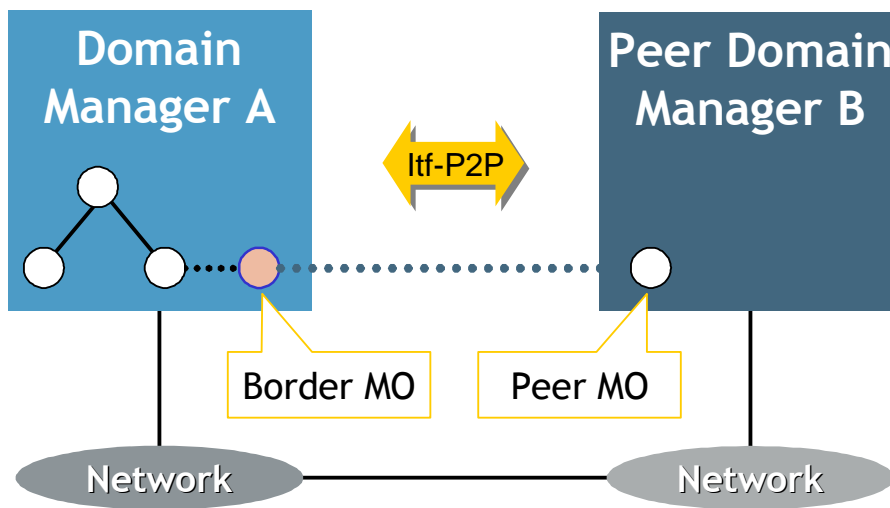 Domain
Manager A
Peer Domain
Manager B
Itf-P2P
Border MO
Peer MO
Network
Network